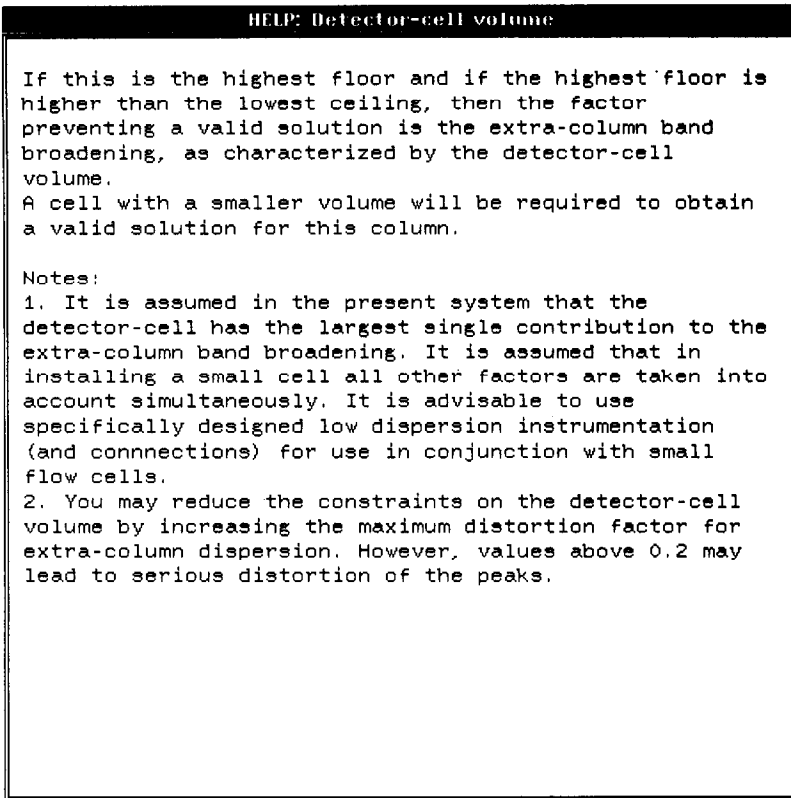 HELP: Detector-cell volume
If this is the highest floor and if the highest floor is
higher than the lowest ceiling, then the factor
preventing a valid solution is the extra-column band
broadening, as characterized by the detector-cell
volume.
A cell with a smaller volume will be required to obtain
a valid solution for this column.
Notes:
1. It is assumed in the present system that the
detector-cell has the largest single contribution to the
extra-column band broadening. It is assumed that in
installing a small cell all other factors are taken into
account simultaneously. It is advisable to use
specifically designed low dispersion instrumentation
(and connnections) for use in conjunction with small
flow cells.
2. You may reduce the constraints on the detector-cell
volume by increasing the maximum distortion factor for
extra-column dispersion. However, values above 0.2 may
lead to serious distortion of the peaks.